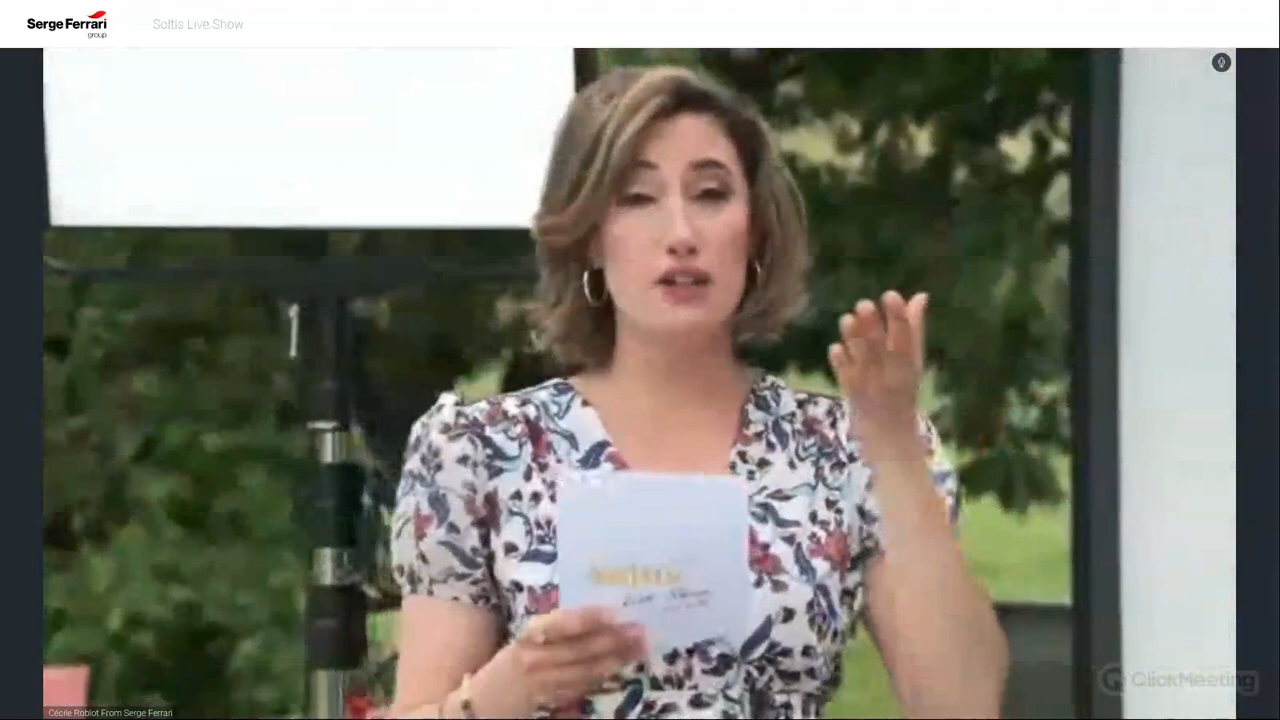 Serge Ferrari
group
Soltis Live Show
ClickMeeting
Cécile Roblot From Serge Ferrari